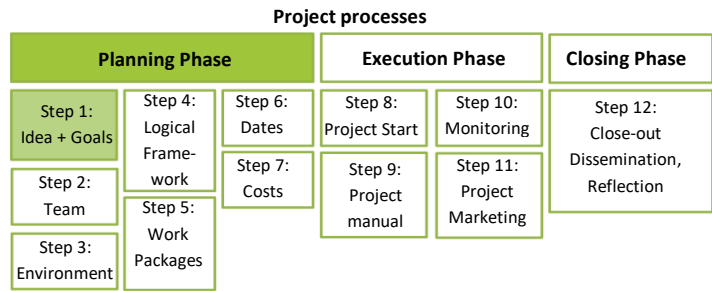 Project processes
Planning Phase
Execution Phase
Closing Phase
Step 1:
Idea + Goals
Step 2:
Team
Step 3:
Environment
Step 4:
Logical
Frame-
work
Step 5:
Work
Packages
Step 6:
Dates
Step 7:
Costs
Step 8:
Project Start
Step 9:
Project
manual
Step 10:
Monitoring
Step 11:
Project
Marketing
Step 12:
Close-out
Dissemination,
Reflection